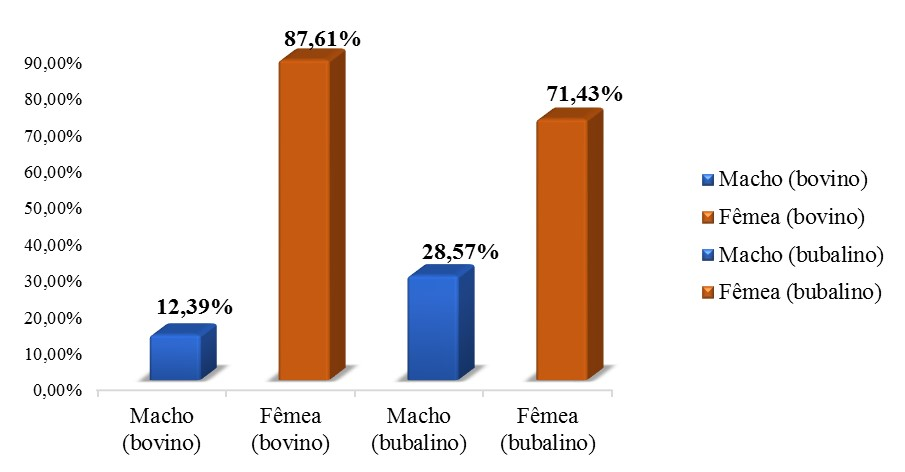 87,61%
90,00%
80,00%
71,43%
70,00%
60,00%
50,00%
40,00%
28,57%
30,00%
20,00%
12,39%
10,00%
0,00%
Macho
(bovino)
Fêmea
(bovino)
Macho
(bubalino)
Fêmea
(bubalino)
Macho (bovino)
Fêmea (bovino)
Macho (bubalino)
Fêmea (bubalino)